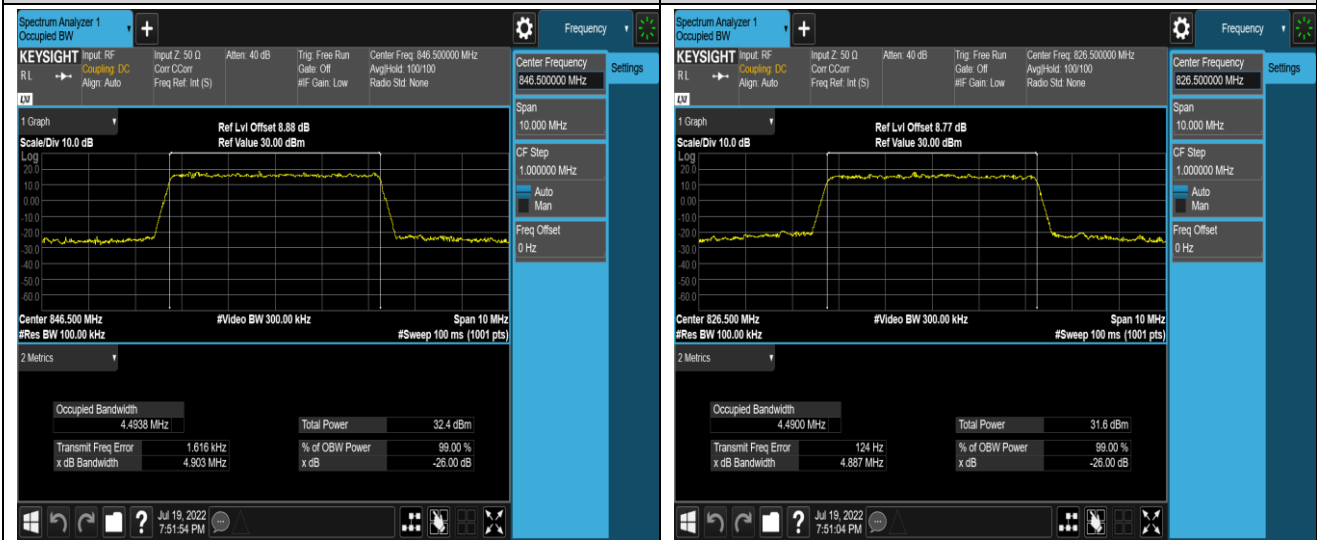 Spectrum Analyzer 1
Occupied BW
+
Frequency
KEYSIGHT Input: RF
Coupling: DC
Align: Auto
RL
Input Z: 50 Ω
Corr CCorr
Freq Ref: Int (S)
Atten: 40 dB
Trig: Free Run
Gate: Off
#IF Gain: Low
Center Freq: 846.500000 MHz
Avg|Hold: 100/100
Radio Std: None
LXI
Center Frequency
846.500000 MHz
Settings
Span
10.000 MHz
CF Step
1.000000 MHz
Auto
Man
Freq Offset
0 Hz
1 Graph
Scale/Div 10.0 dB
Ref Lvl Offset 8.88 dB
Ref Value 30.00 dBm
Log
20.0
10.0
0.00
-10.0
-20.0
-30.0
-40.0
-50.0
-60.0
Center 846.500 MHz
#Res BW 100.00 kHz
#Video BW 300.00 kHz
Span 10 MHz
#Sweep 100 ms (1001 pts)
2 Metrics
Occupied Bandwidth
4.4938 MHz
Total Power 32.4 dBm
Transmit Freq Error 1.616 kHz
% of OBW Power 99.00 %
x dB Bandwidth 4.903 MHz
x dB -26.00 dB
?
Jul 19, 2022
7:51:54 PM
Spectrum Analyzer 1
Occupied BW
+
Frequency
KEYSIGHT Input: RF
Coupling: DC
Align: Auto
RL
Input Z: 50 Ω
Corr CCorr
Freq Ref: Int (S)
Atten: 40 dB
Trig: Free Run
Gate: Off
#IF Gain: Low
Center Freq: 826.500000 MHz
Avg|Hold: 100/100
Radio Std: None
LXI
Center Frequency
826.500000 MHz
Settings
Span
10.000 MHz
CF Step
1.000000 MHz
Auto
Man
Freq Offset
0 Hz
1 Graph
Scale/Div 10.0 dB
Ref Lvl Offset 8.77 dB
Ref Value 30.00 dBm
Log
20.0
10.0
0.00
-10.0
-20.0
-30.0
-40.0
-50.0
-60.0
Center 826.500 MHz
#Res BW 100.00 kHz
#Video BW 300.00 kHz
Span 10 MHz
#Sweep 100 ms (1001 pts)
2 Metrics
Occupied Bandwidth
4.4900 MHz
Total Power 31.6 dBm
Transmit Freq Error 124 Hz
% of OBW Power 99.00 %
x dB Bandwidth 4.887 MHz
x dB -26.00 dB
?
Jul 19, 2022
7:51:04 PM